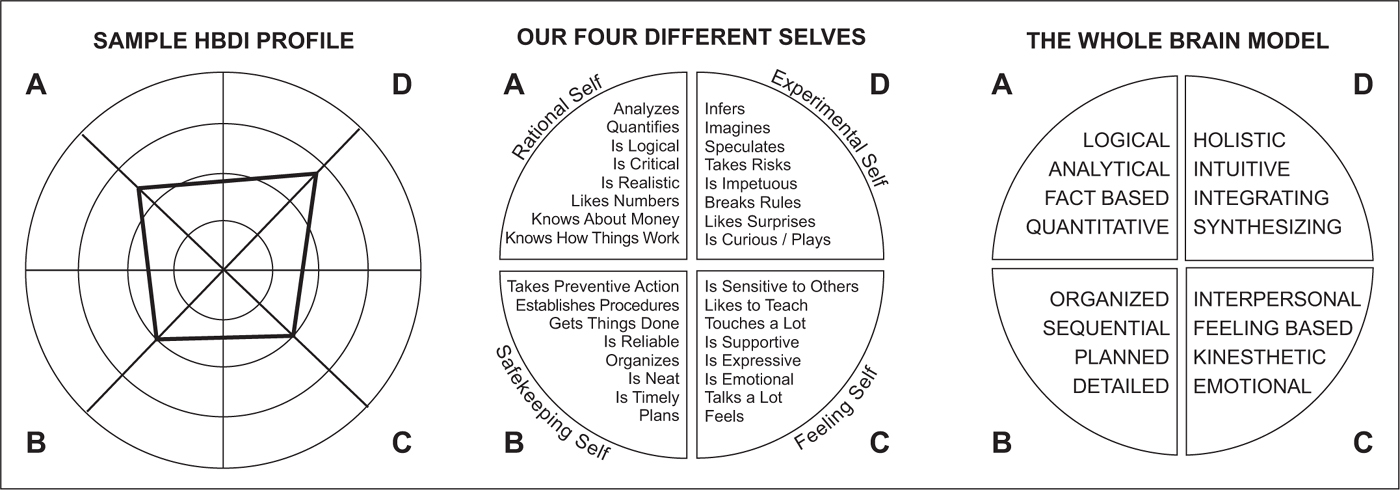 SAMPLE HBDI PROFILE
A
D
B
C
OUR FOUR DIFFERENT SELVES
A
D
Rational Self
Analyzes
Quantifies
Is Logical
Is Critical
Is Realistic
Likes Numbers
Knows About Money
Knows How Things Work
Experimental Self
Infers
Imagines
Speculates
Takes Risks
Is Impetuous
Breaks Rules
Likes Surprises
Is Curious / Plays
Takes Preventive Action
Establishes Procedures
Gets Things Done
Is Reliable
Organizes
Is Neat
Is Timely
Plans
Safekeeping Self
Is Sensitive to Others
Likes to Teach
Touches a Lot
Is Supportive
Is Expressive
Is Emotional
Talks a Lot
Feels
Feeling Self
B
C
THE WHOLE BRAIN MODEL
A
D
LOGICAL
ANALYTICAL
FACT BASED
QUANTITATIVE
HOLISTIC
INTUITIVE
INTEGRATING
SYNTHESIZING
ORGANIZED
SEQUENTIAL
PLANNED
DETAILED
INTERPERSONAL
FEELING BASED
KINESTHETIC
EMOTIONAL
B
C